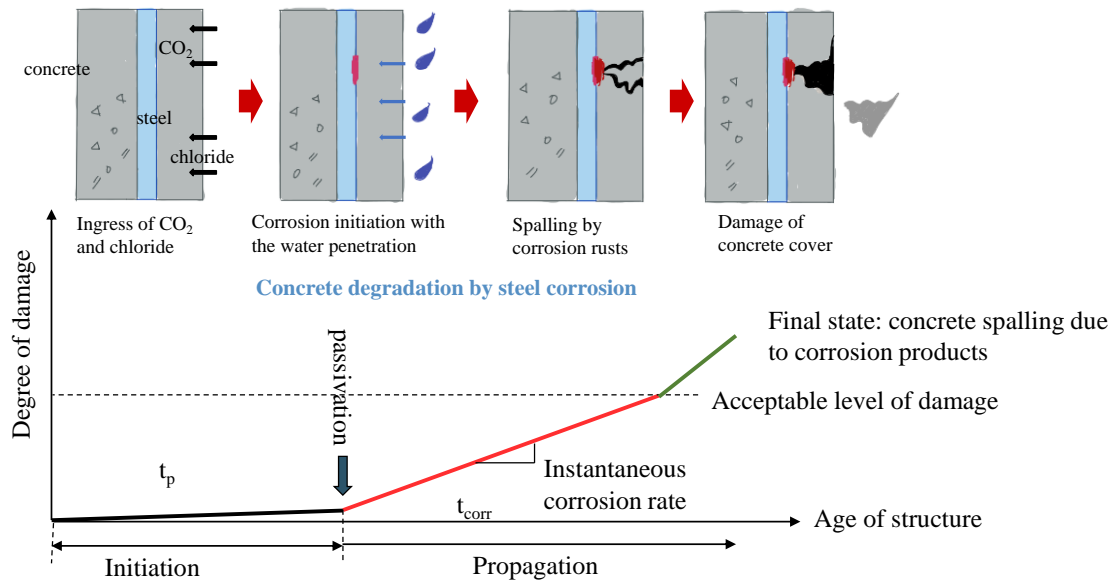 CO₂
concrete
steel
chloride
Ingress of CO₂
and chloride
Corrosion initiation with
the water penetration
Spalling by
corrosion rusts
Damage of
concrete cover
Concrete degradation by steel corrosion
Degree of damage
passivation
Final state: concrete spalling due
to corrosion products
Acceptable level of damage
tₚ
Instantaneous
corrosion rate
t_corr
Age of structure
Initiation
Propagation